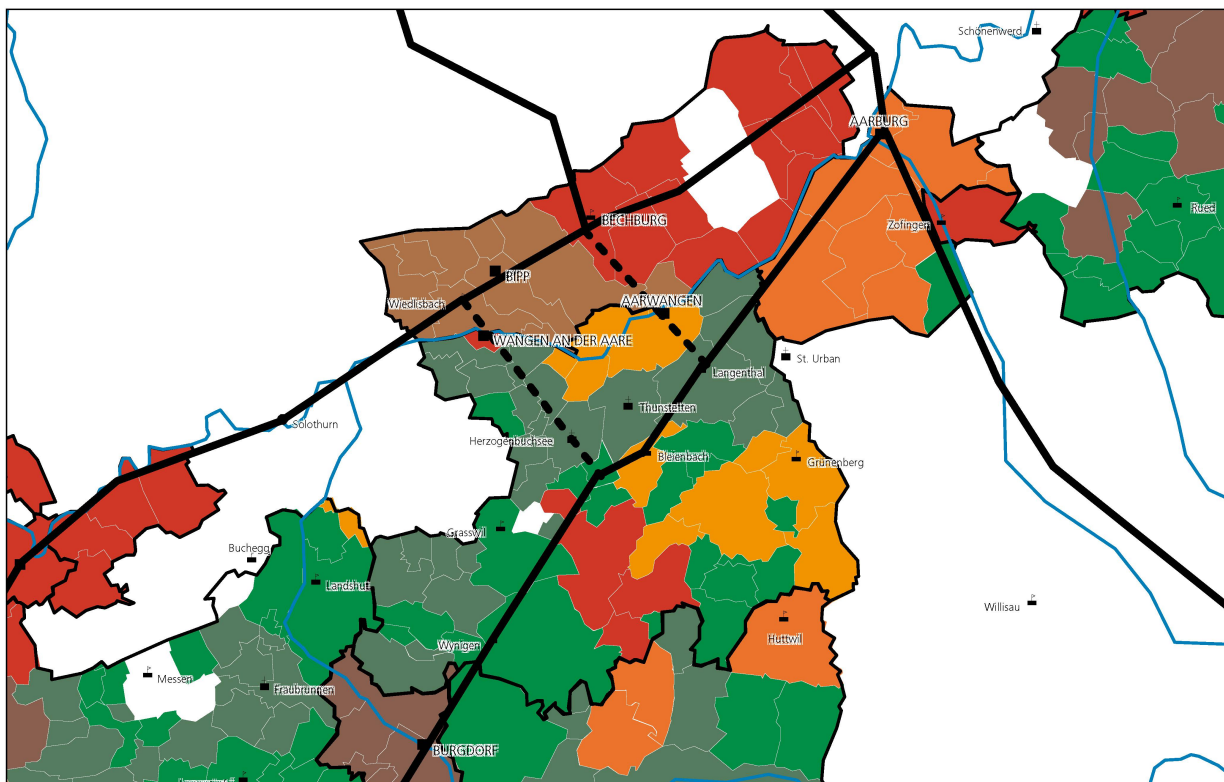 Schönenwerd
AARBURG
Rued
BECHBURG
Zofingen
BIPP
Wiedlisbach
AARWANGEN
WANGEN AN DER AARE
St. Urban
Langenthal
Thunstetten
Solothurn
Herzogenbuchsee
Bleienbach
Grünenberg
Grasswil
Buchegg
Landshut
Willisau
Huttwil
Wynigen
Messen
Fraubrunnen
BURGDORF